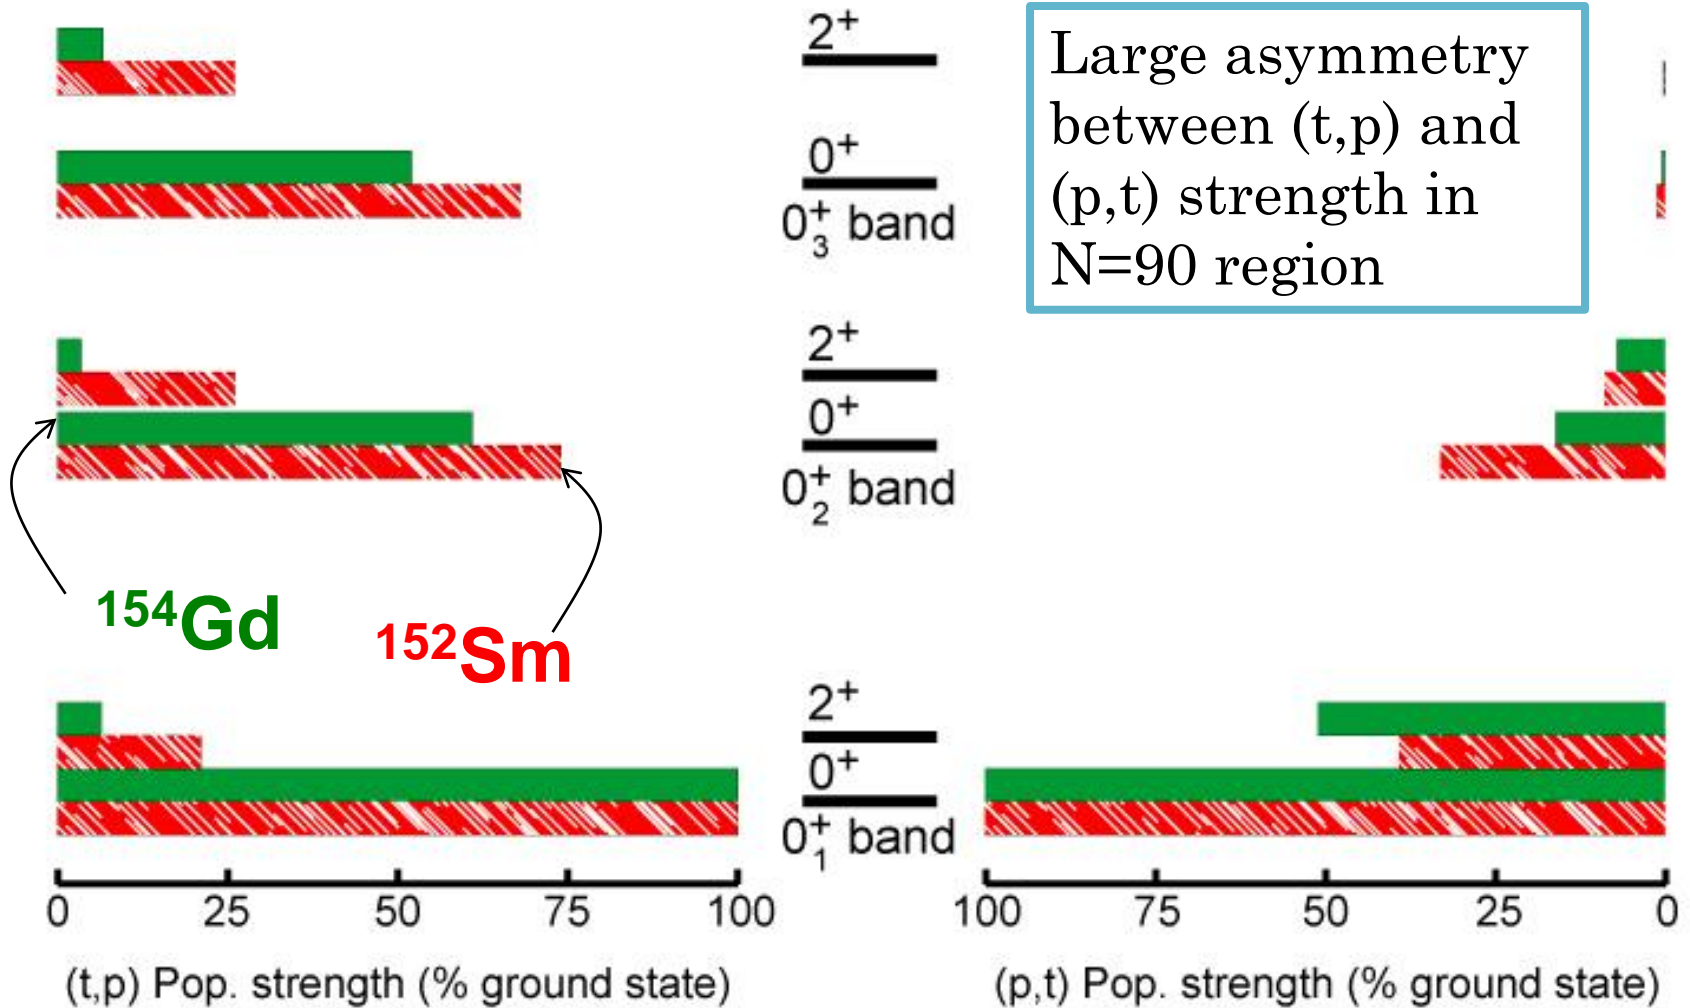 2+
0+
0+3 band
Large asymmetry
between (t,p) and
(p,t) strength in
N=90 region
2+
0+
0+2 band
154Gd
152Sm
2+
0+
0+1 band
0 25 50 75 100
100 75 50 25 0
(t,p) Pop. strength (% ground state)
(p,t) Pop. strength (% ground state)